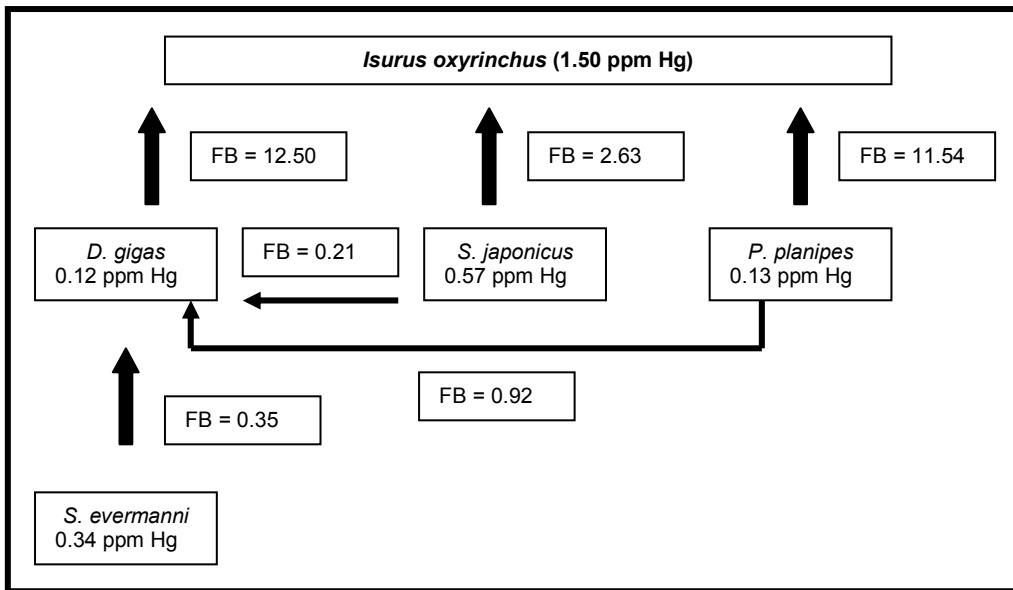 Isurus oxyrinchus (1.50 ppm Hg)
FB = 12.50
FB = 2.63
FB = 11.54
D. gigas
0.12 ppm Hg
FB = 0.21
S. japonicus
0.57 ppm Hg
P. planipes
0.13 ppm Hg
FB = 0.92
FB = 0.35
S. evermanni
0.34 ppm Hg